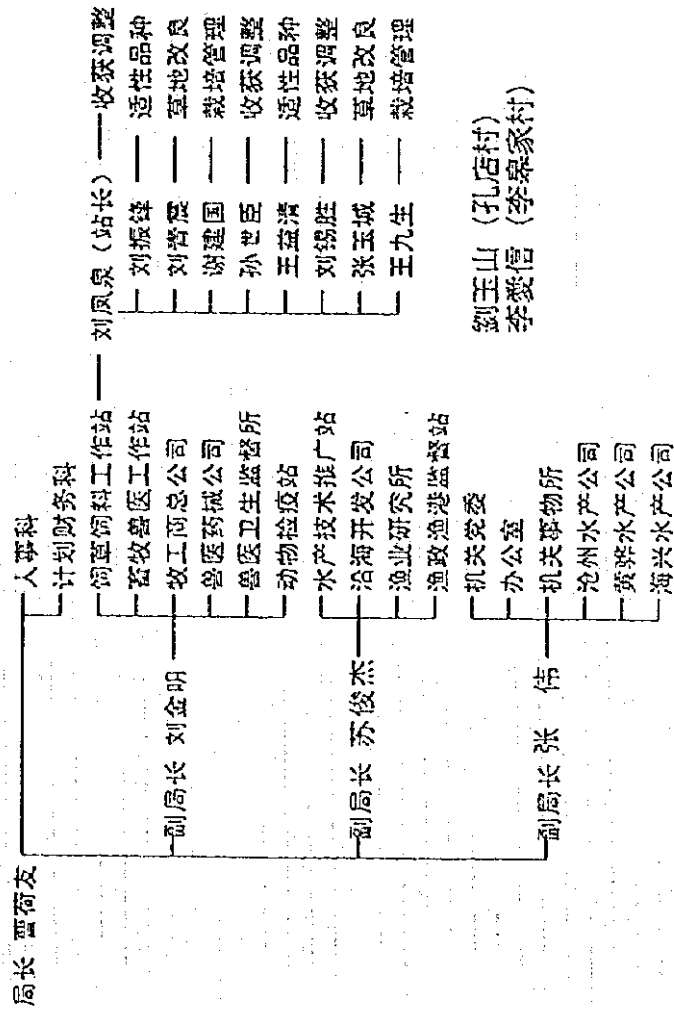 局长 曹荷友
人事科
计划财务科
副局长 刘金明
饲草饲料工作站
畜牧兽医工作站
牧工商总公司
兽医药械公司
兽医卫生监督所
动物检疫站
刘凤泉(站长) 收获调整
刘振锋 适性品种
刘晋霞 草地改良
谢建国 栽培管理
孙世臣 收获调整
王益清 适性品种
刘锡胜 收获调整
张玉城 草地改良
王九生 栽培管理
副局长 苏俊杰
水产技术推广站
沿海开发公司
渔业研究所
渔政渔港监督站
副局长 张 伟
机关党委
办公室
机关事物所
沧州水产公司
黄骅水产公司
海兴水产公司
劉玉山 (孔店村)
李愛信 (李皋家村)